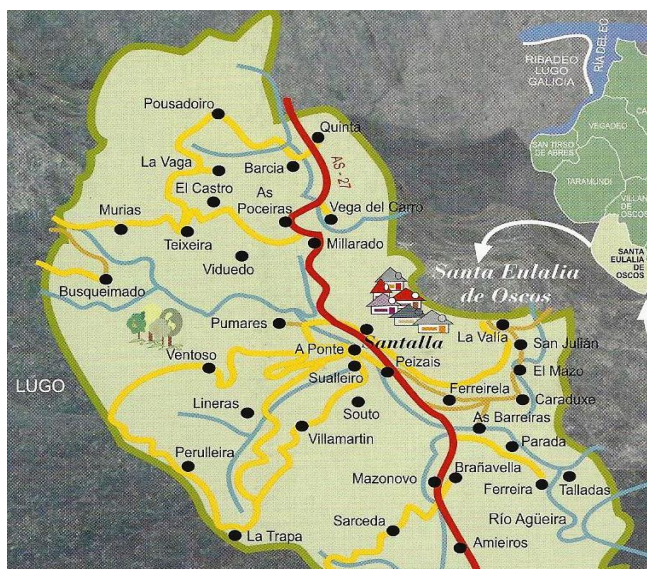 RIBADEO
LUGO
GALICIA
RÍA DEL EO
VEGADEO
SAN TIRSO
DE ABRES
TARAMUNDI
SANTA
EULALIA
DE
OSCOS
Pousadoiro
Quinta
La Vaga
Barcia
AS - 27
El Castro
As
Poceiras
Murias
Vega del Carro
Teixeira
Millarado
Viduedo
Busqueimado
Santa Eulalia
de Oscos
Pumares
Santalla
La Valía
San Julián
A Ponte
Peizais
Ventoso
Sualleiro
El Mazo
LUGO
Ferreirela
Caraduxe
Lineras
Souto
As Barreiras
Villamartin
Parada
Perulleira
Brañavella
Mazonovo
Ferreira
Talladas
Sarceda
Río Agüeira
La Trapa
Amieiros